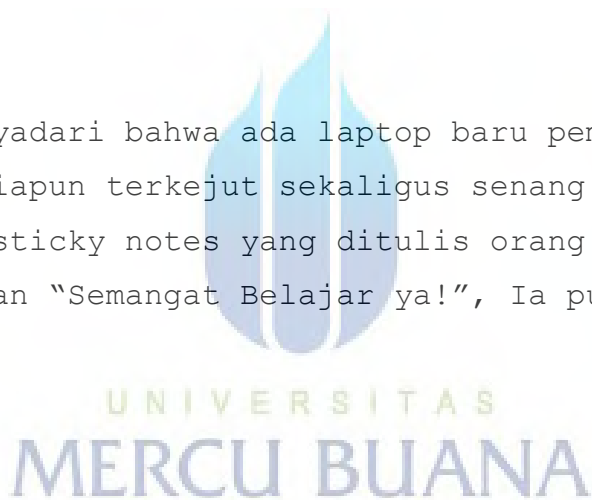 yadari bahwa ada laptop baru pen
iapun terkejut sekaligus senang
sticky notes yang ditulis orang
an “Semangat Belajar ya!”, Ia pu
UNIVERSITAS
MERCU BUANA